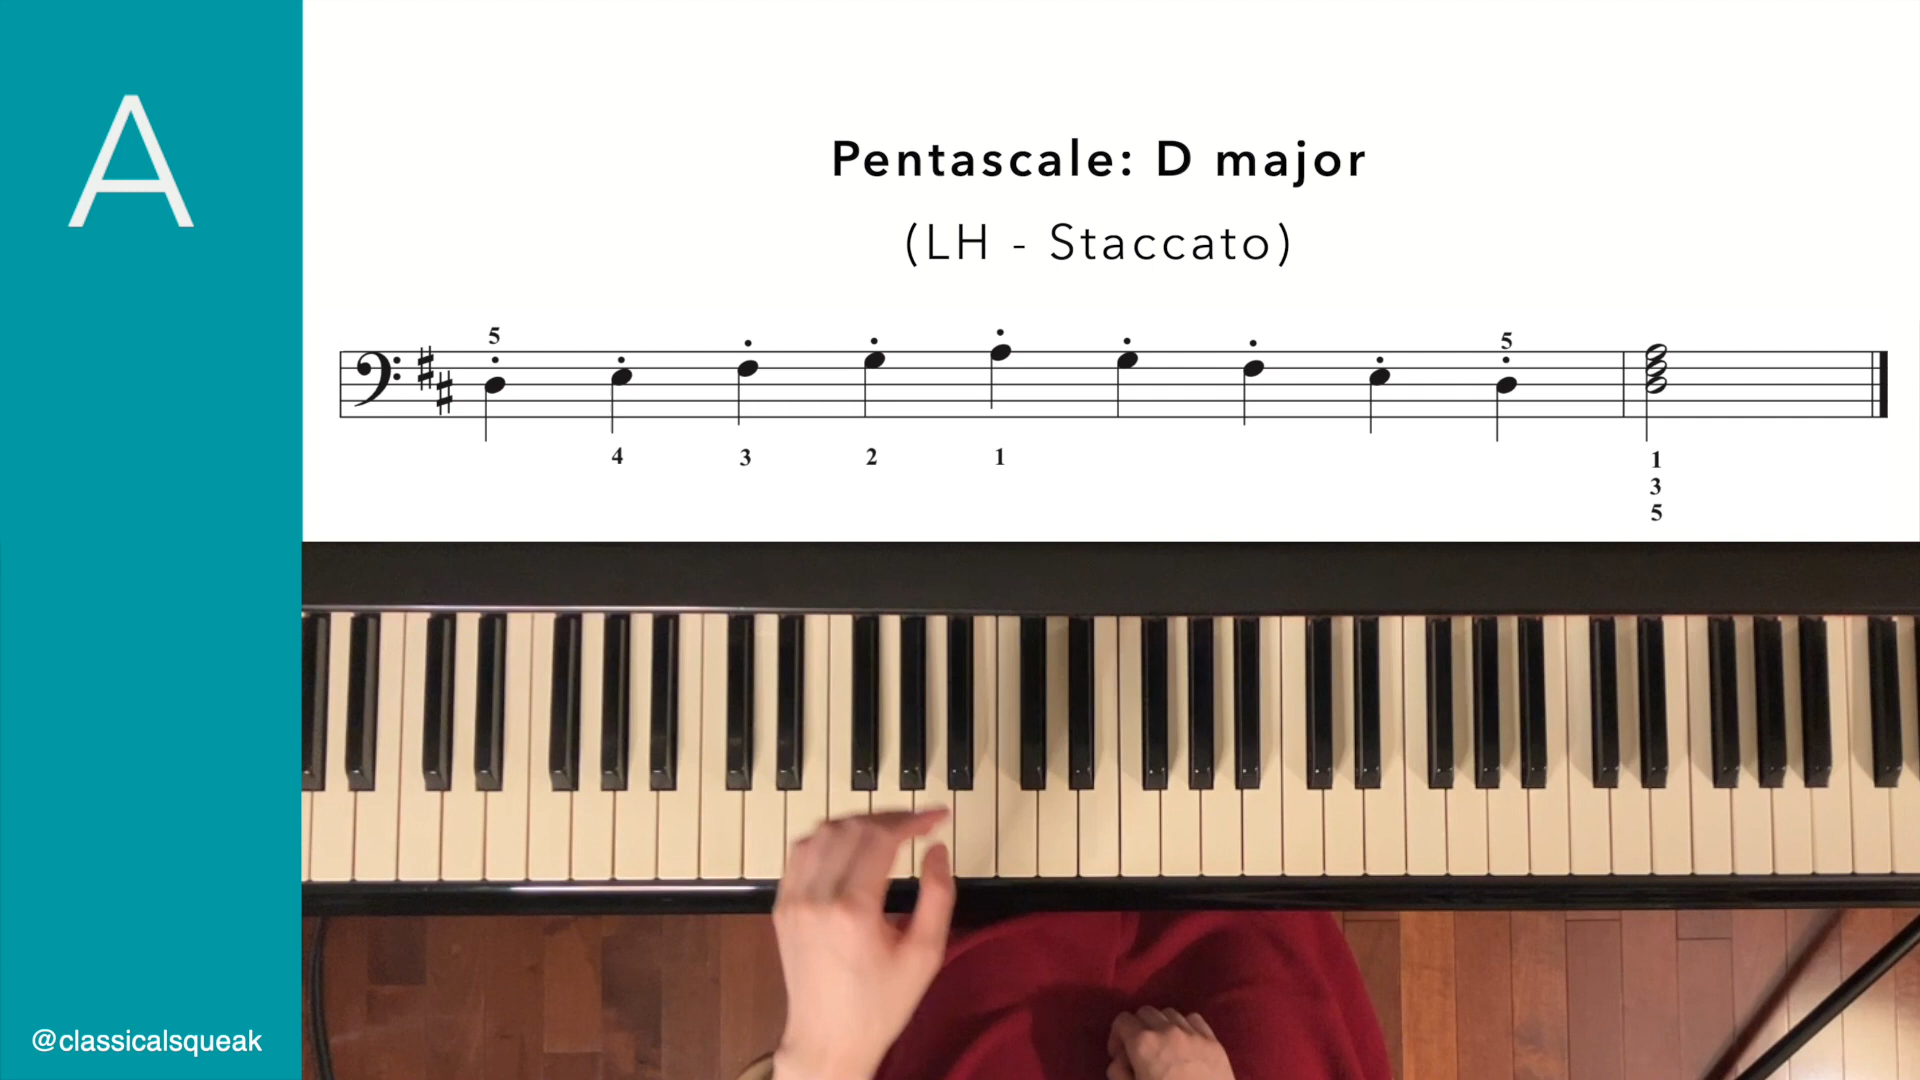 A
Pentascale: D major
(LH - Staccato)
5 5
4 3 2 1 1
3
5
@classicalsqueak